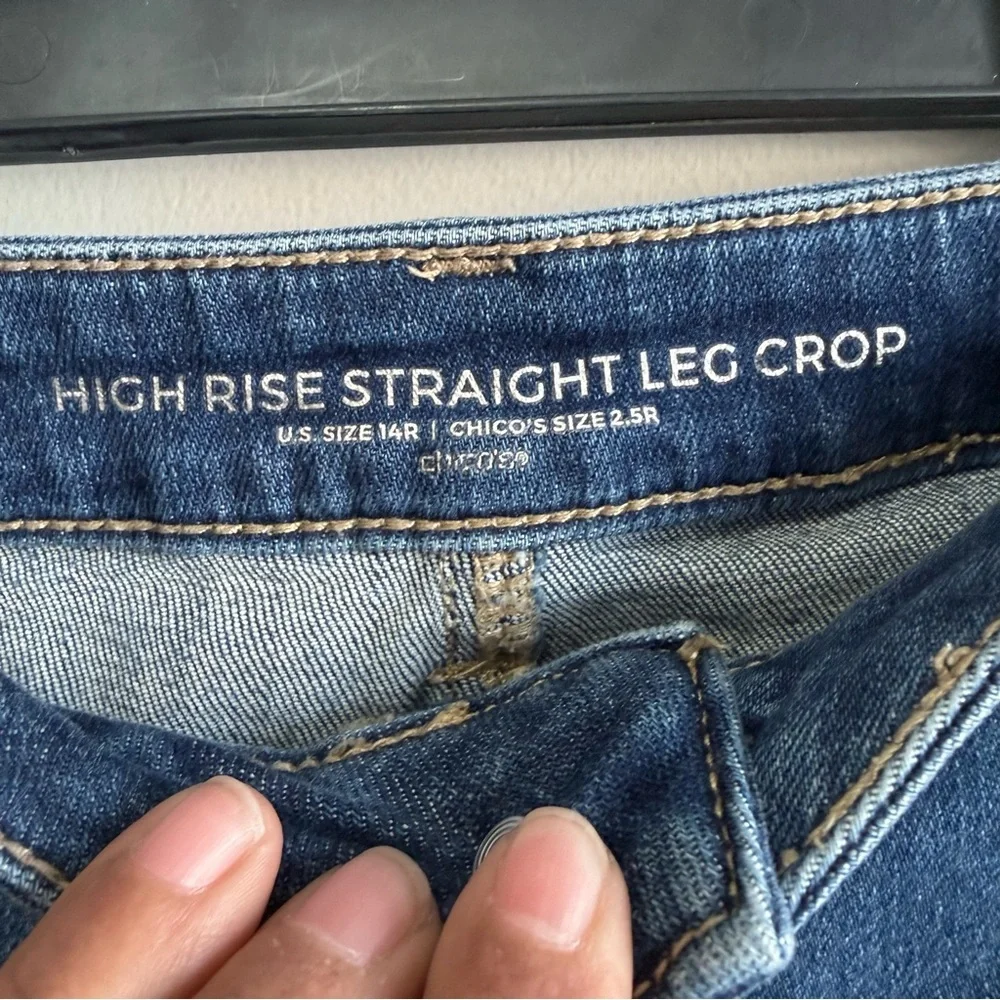 HIGH RISE STRAIGHT LEG CROP
U.S. SIZE 14R | CHICO'S SIZE 2.5R
chico's®